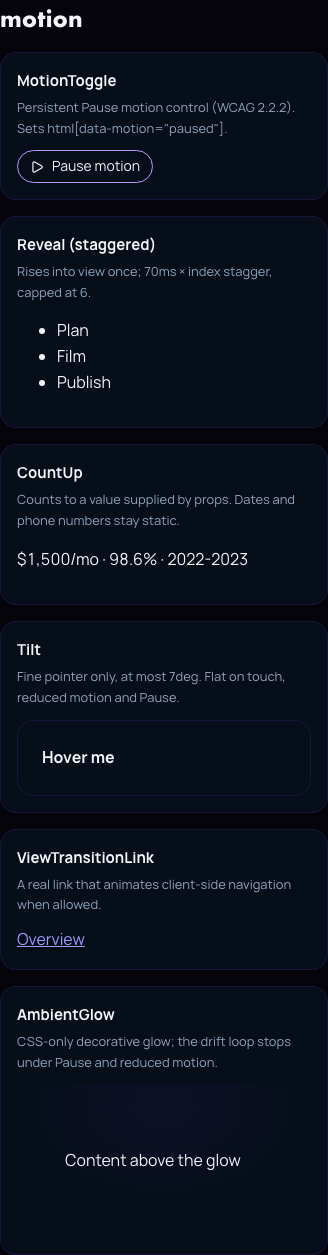 motion
MotionToggle
Persistent Pause motion control (WCAG 2.2.2).
Sets html[data-motion="paused"].
Pause motion
Reveal (staggered)
Rises into view once; 70ms × index stagger,
capped at 6.
• Plan
• Film
• Publish
CountUp
Counts to a value supplied by props. Dates and
phone numbers stay static.
$1,500/mo · 98.6% · 2022-2023
Tilt
Fine pointer only, at most 7deg. Flat on touch,
reduced motion and Pause.
Hover me
ViewTransitionLink
A real link that animates client-side navigation
when allowed.
Overview
AmbientGlow
CSS-only decorative glow; the drift loop stops
under Pause and reduced motion.
Content above the glow